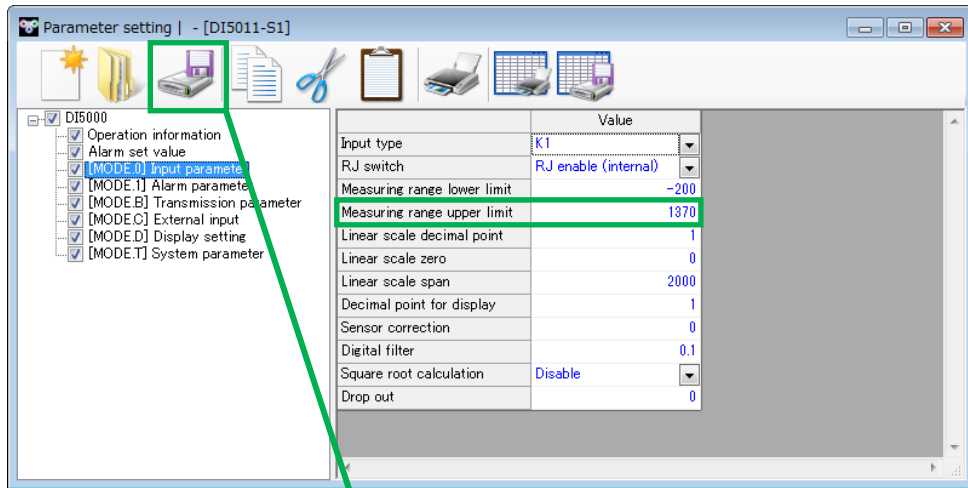 Parameter setting | - [DI5011-S1]
DI5000
Operation information
Alarm set value
[MODE.0] Input parameter
[MODE.1] Alarm parameter
[MODE.B] Transmission parameter
[MODE.C] External input
[MODE.D] Display setting
[MODE.T] System parameter
Value
Input type K1
RJ switch RJ enable (internal)
Measuring range lower limit -200
Measuring range upper limit 1370
Linear scale decimal point 1
Linear scale zero 0
Linear scale span 2000
Decimal point for display 1
Sensor correction 0
Digital filter 0.1
Square root calculation Disable
Drop out 0